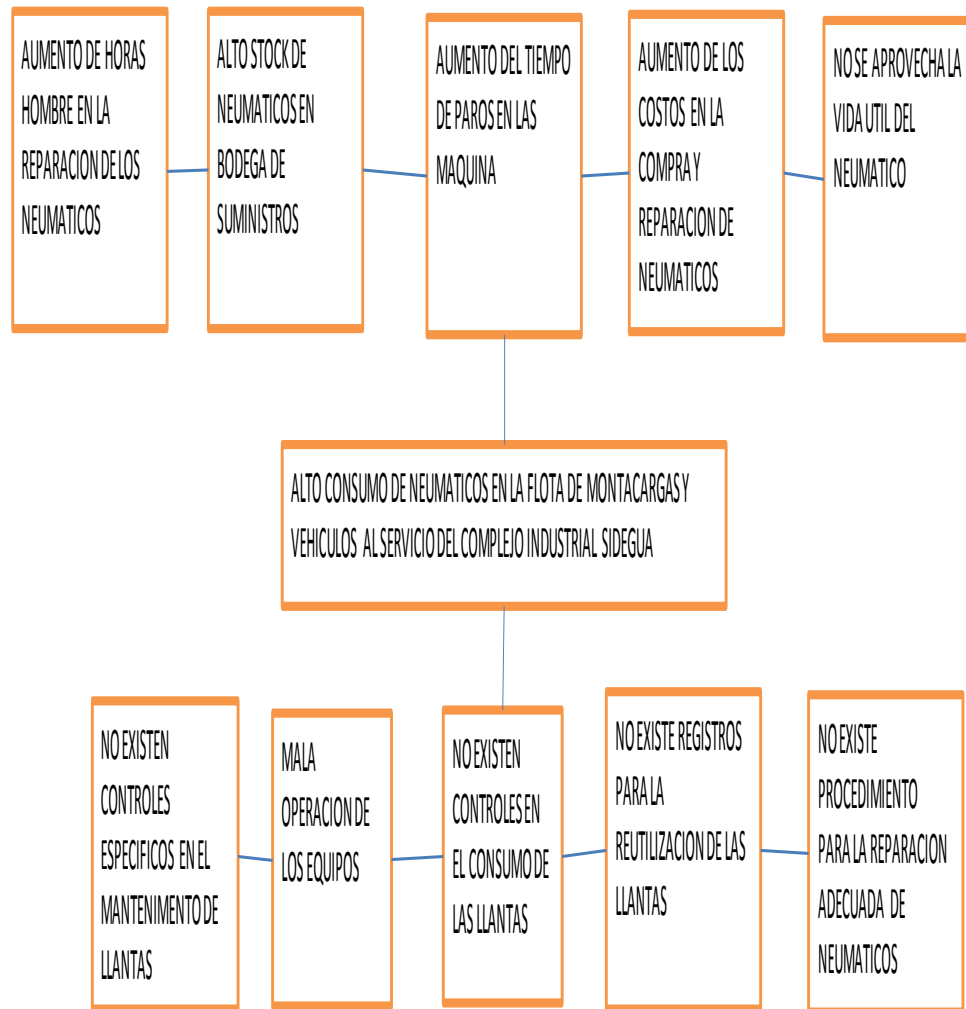 AUMENTO DE HORAS
HOMBRE EN LA
REPARACION DE LOS
NEUMATICOS
ALTO STOCK DE
NEUMATICOS EN
BODEGA DE
SUMINISTROS
AUMENTO DEL TIEMPO
DE PAROS EN LAS
MAQUINA
AUMENTO DE LOS
COSTOS EN LA
COMPRA Y
REPARACION DE
NEUMATICOS
NO SE APROVECHA LA
VIDA UTIL DEL
NEUMATICO
ALTO CONSUMO DE NEUMATICOS EN LA FLOTA DE MONTACARGAS Y
VEHICULOS AL SERVICIO DEL COMPLEJO INDUSTRIAL SIDEGUA
NO EXISTEN
CONTROLES
ESPECIFICOS EN EL
MANTENIMENTO DE
LLANTAS
MALA
OPERACION DE
LOS EQUIPOS
NO EXISTEN
CONTROLES EN
EL CONSUMO DE
LAS LLANTAS
NO EXISTE REGISTROS
PARA LA
REUTILIZACION DE LAS
LLANTAS
NO EXISTE
PROCEDIMIENTO
PARA LA REPARACION
ADECUADA DE
NEUMATICOS